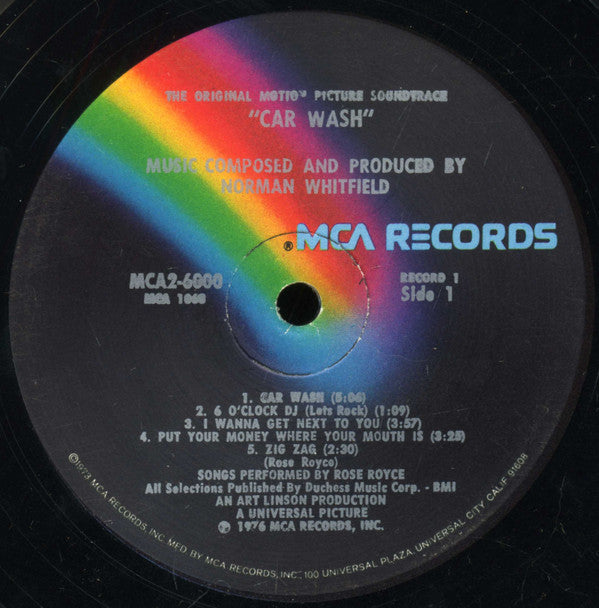 THE ORIGINAL MOTION PICTURE SOUNDTRACK
"CAR WASH"
MUSIC COMPOSED AND PRODUCED BY
NORMAN WHITFIELD
® MCA RECORDS
MCA2-6000
MCA 1060
RECORD 1
Side 1
1. CAR WASH (5:06)
2. 6 O'CLOCK DJ (Lets Rock) (1:09)
3. I WANNA GET NEXT TO YOU (3:57)
4. PUT YOUR MONEY WHERE YOUR MOUTH IS (3:25)
5. ZIG ZAG (2:30)
(Rose Royce)
SONGS PERFORMED BY ROSE ROYCE
All Selections Published By Duchess Music Corp. - BMI
AN ART LINSON PRODUCTION
A UNIVERSAL PICTURE
℗ 1976 MCA RECORDS, INC.
©1973 MCA RECORDS, INC. MFD. BY MCA RECORDS, INC. 100 UNIVERSAL PLAZA, UNIVERSAL CITY, CALIF. 91608